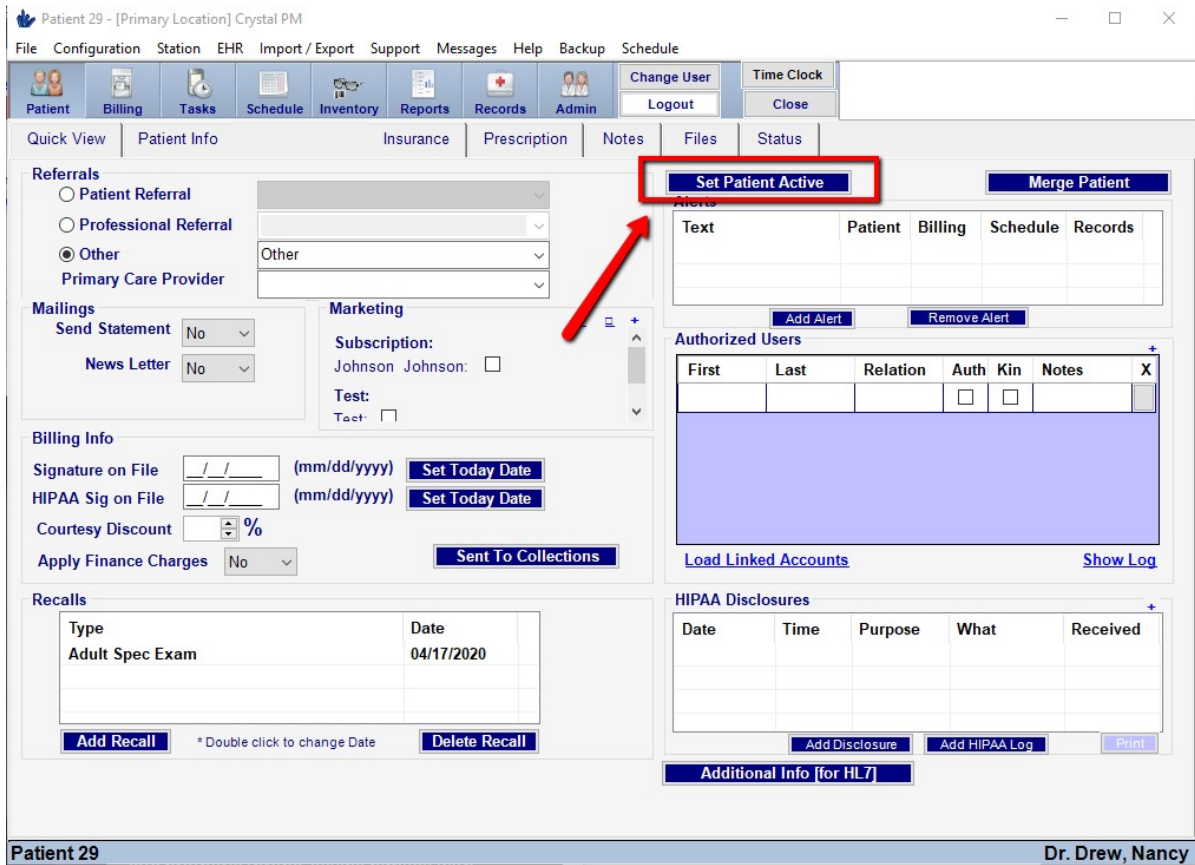 Patient 29 - [Primary Location] Crystal PM
File Configuration Station EHR Import / Export Support Messages Help Backup Schedule
Patient Billing Tasks Schedule Inventory Reports Records Admin Change User Logout Time Clock Close
Quick View Patient Info Insurance Prescription Notes Files Status
Referrals
Patient Referral
Professional Referral
Other Other
Primary Care Provider
Mailings
Send Statement No
News Letter No
Marketing
Subscription:
Johnson Johnson:
Test:
Test:
Billing Info
Signature on File __/__/____ (mm/dd/yyyy) Set Today Date
HIPAA Sig on File __/__/____ (mm/dd/yyyy) Set Today Date
Courtesy Discount %
Apply Finance Charges No Sent To Collections
Recalls
Type Date
Adult Spec Exam 04/17/2020
Add Recall * Double click to change Date Delete Recall
Set Patient Active Merge Patient
Alerts
Text Patient Billing Schedule Records
Add Alert Remove Alert
Authorized Users +
First Last Relation Auth Kin Notes X
Load Linked Accounts Show Log
HIPAA Disclosures +
Date Time Purpose What Received
Add Disclosure Add HIPAA Log Print
Additional Info [for HL7]
Patient 29 Dr. Drew, Nancy